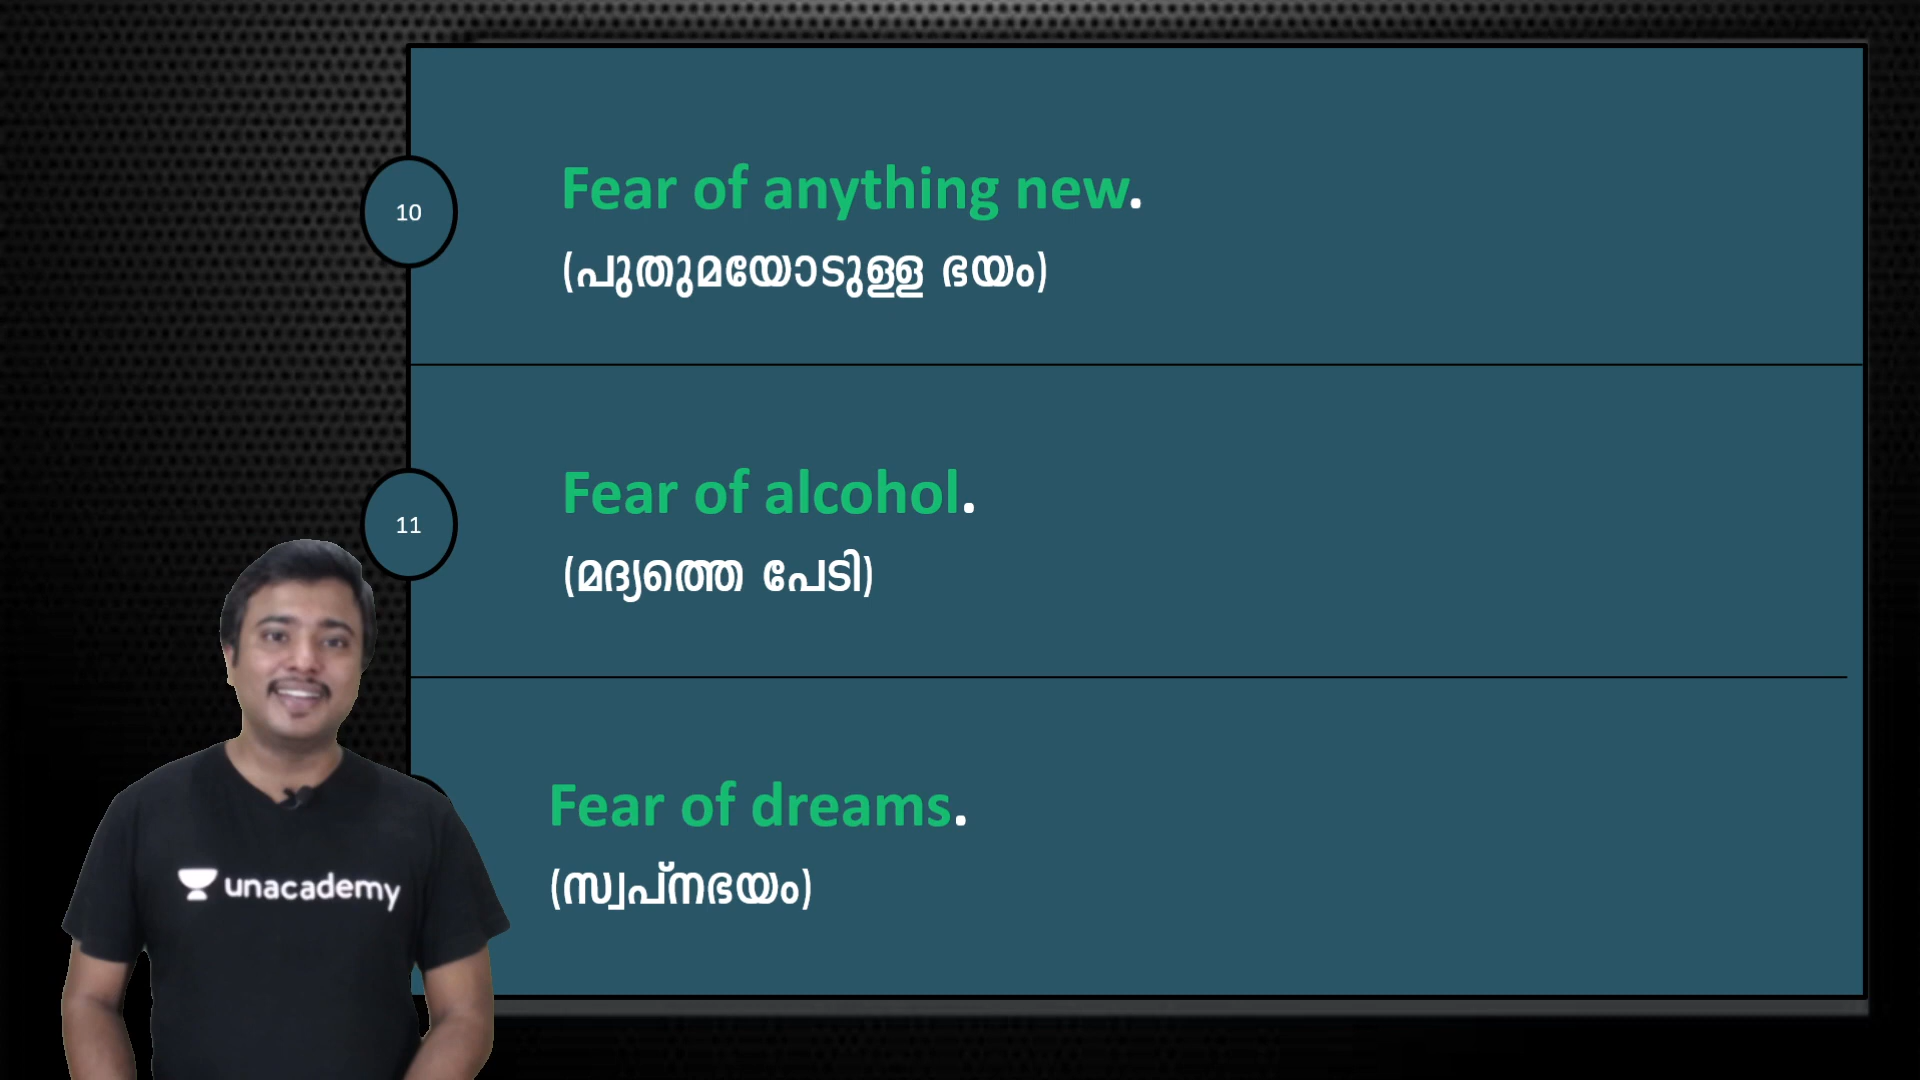 10
Fear of anything new.
(പുതുമയോടുള്ള ഭയം)
11
Fear of alcohol.
(മദ്യത്തെ പേടി)
Fear of dreams.
(സ്വപ്നഭയം)
unacademy